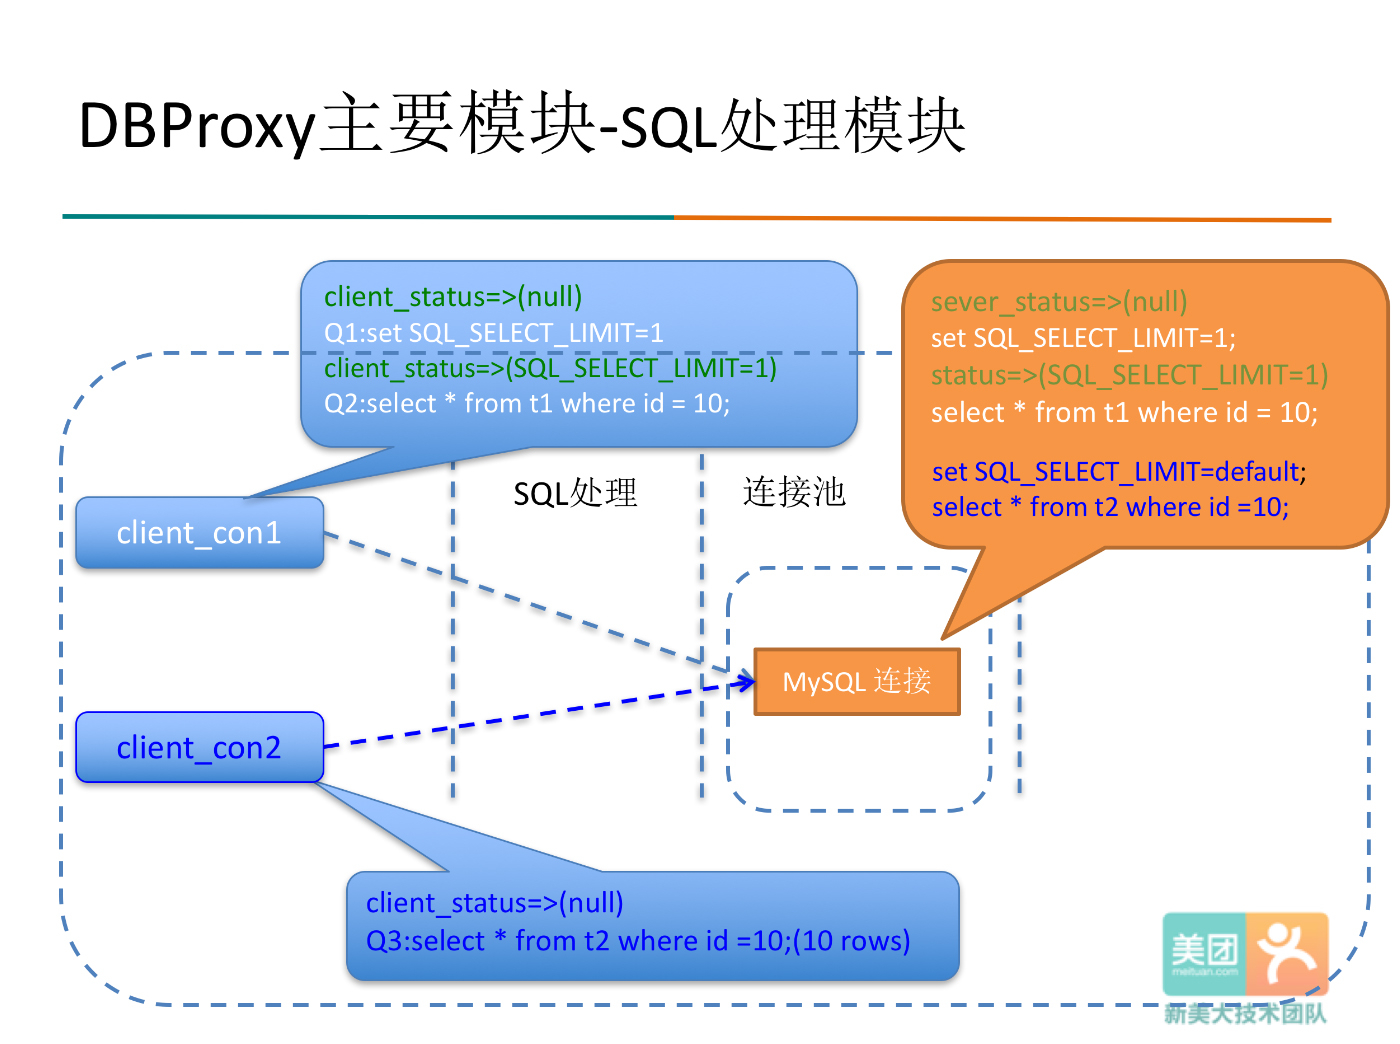 DBProxy主要模块-SQL处理模块
client_status=>(null)
Q1:set SQL_SELECT_LIMIT=1
client_status=>(SQL_SELECT_LIMIT=1)
Q2:select * from t1 where id = 10;
sever_status=>(null)
set SQL_SELECT_LIMIT=1;
status=>(SQL_SELECT_LIMIT=1)
select * from t1 where id = 10;
set SQL_SELECT_LIMIT=default;
select * from t2 where id =10;
SQL处理
连接池
client_con1
MySQL 连接
client_con2
client_status=>(null)
Q3:select * from t2 where id =10;(10 rows)
美团
meituan.com
新美大技术团队